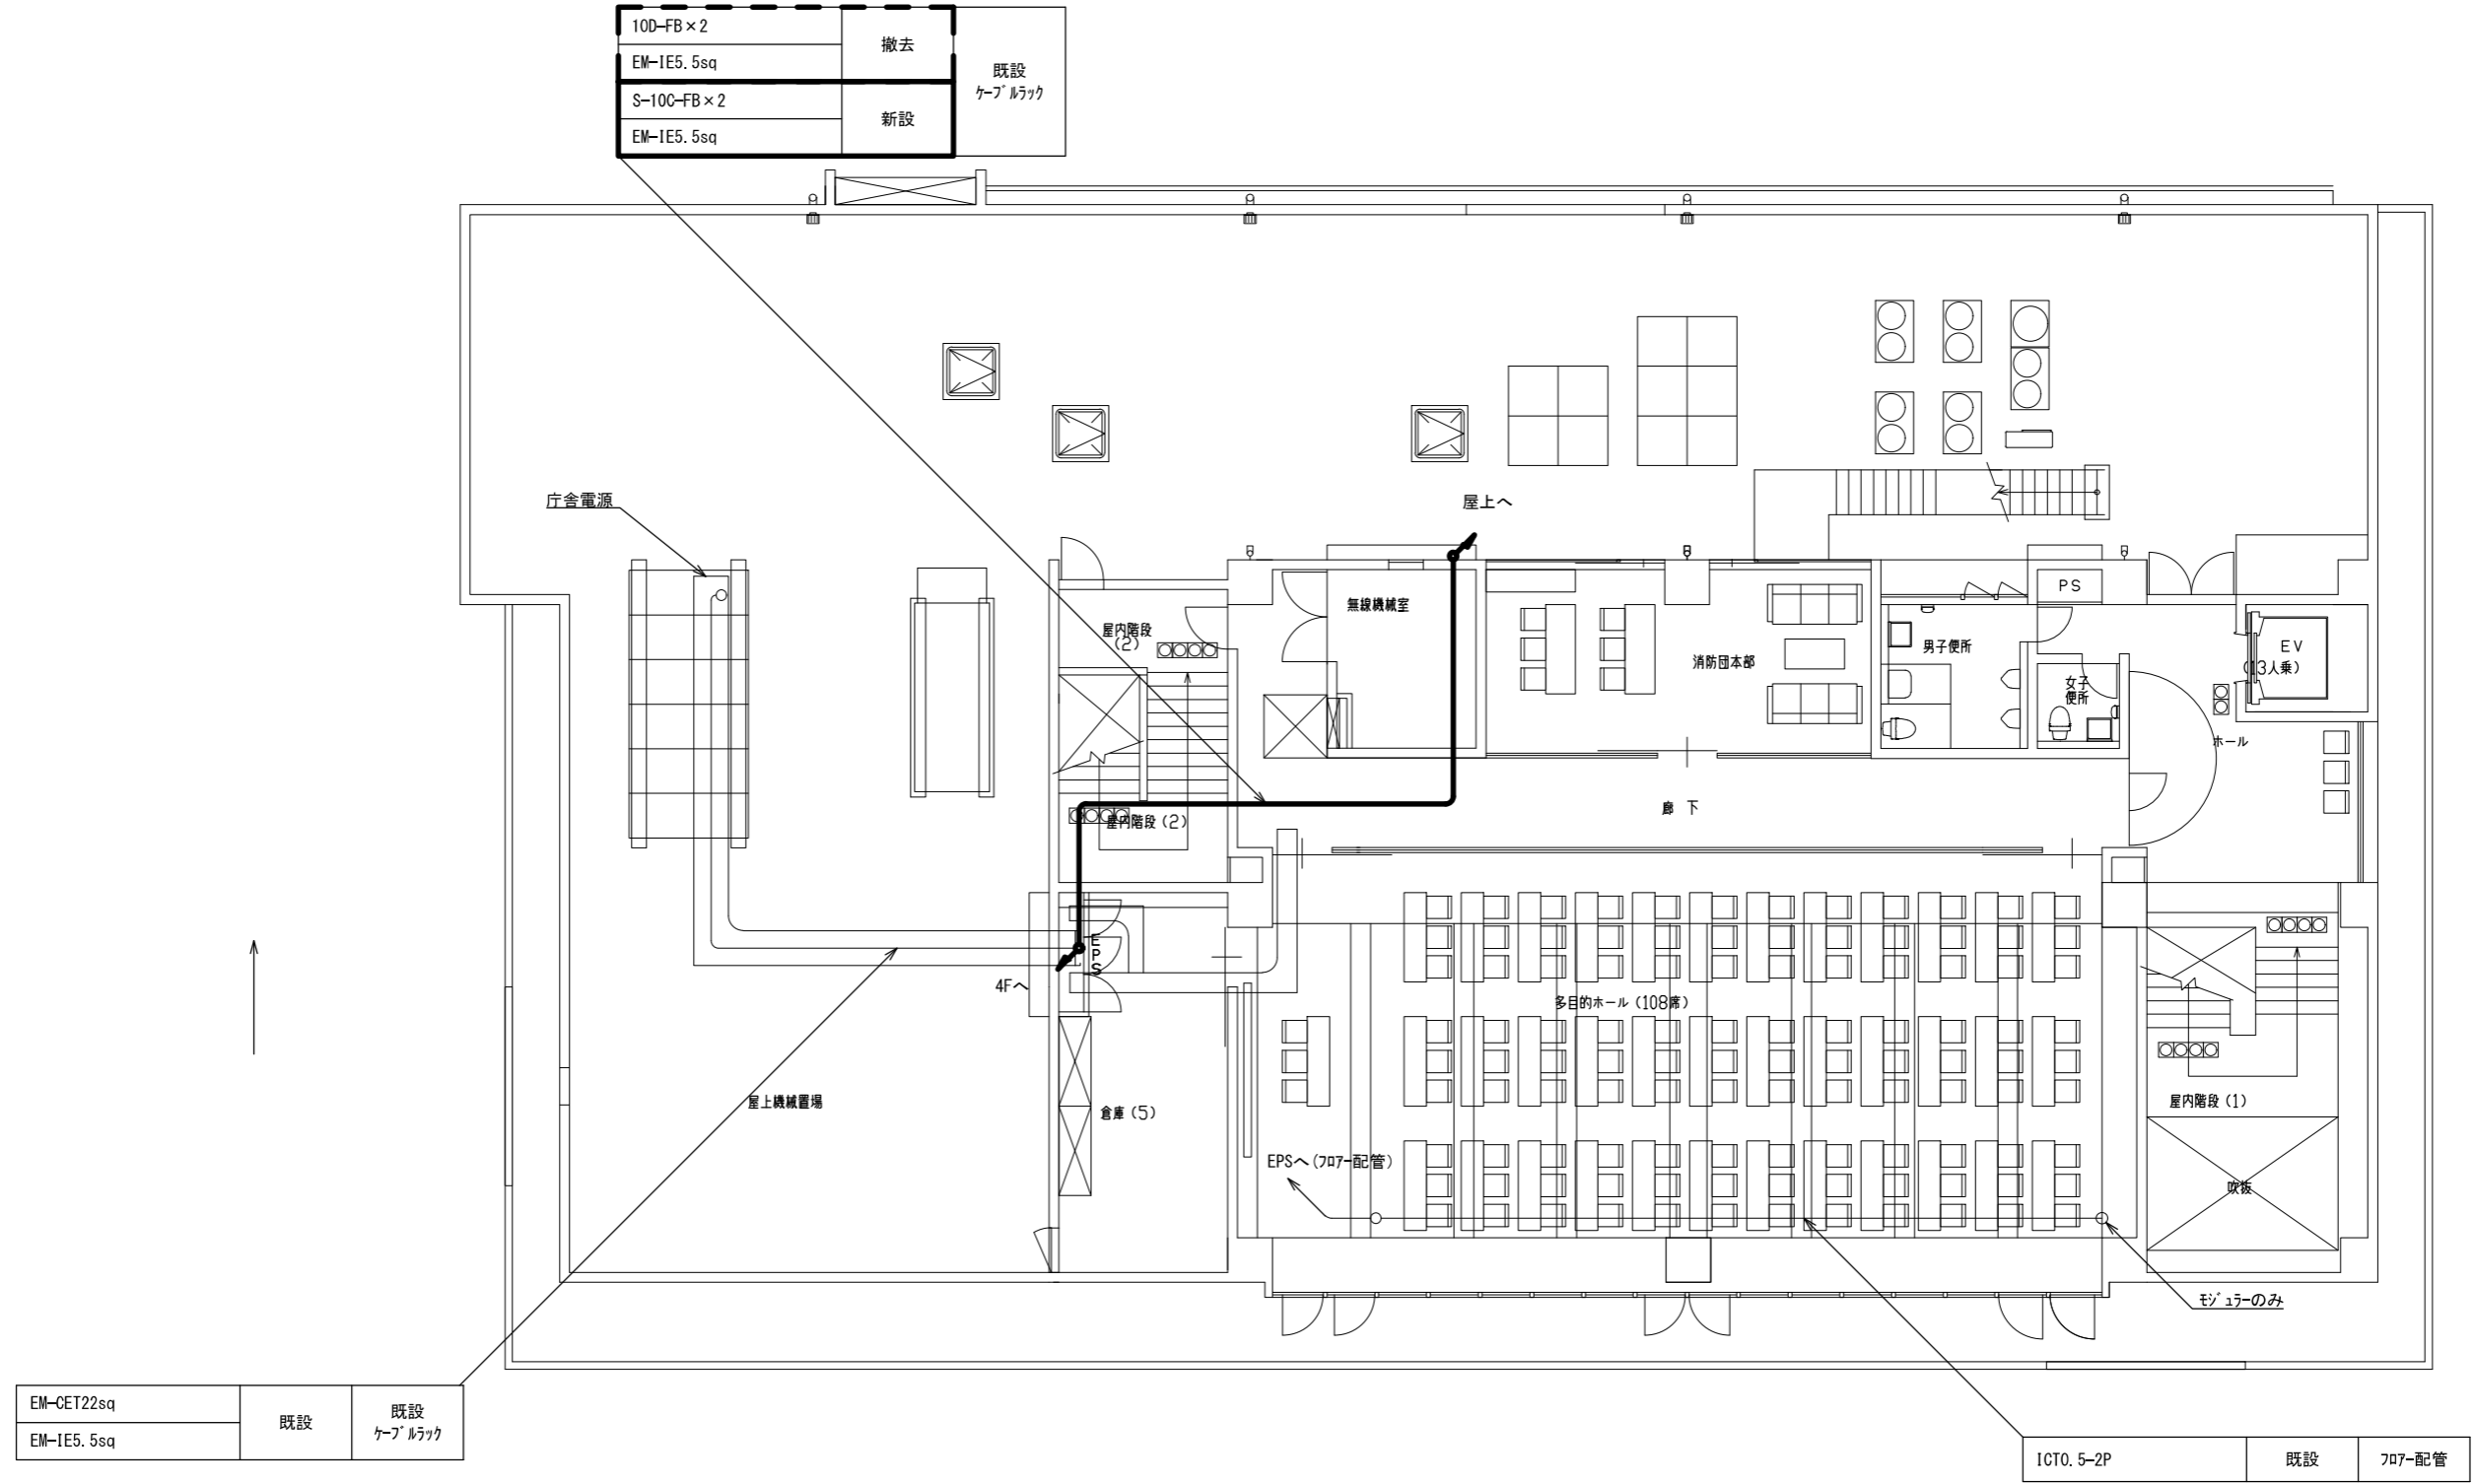 10D-FB×2
撤去
EM-IE5.5sq
既設
ケーブルラック
S-10C-FB×2
新設
EM-IE5.5sq
庁舎電源
屋上へ
PS
無線機械室
屋内階段
(2)
男子便所
EV
(13人乗)
消防団本部
女子
便所
ホール
廊 下
屋内階段(2)
EPS
4Fへ
多目的ホール(108席)
屋上機械置場
倉庫(5)
屋内階段(1)
EPSへ(フロアー配管)
吹抜
モジュラーのみ
EM-CET22sq
既設
既設
ケーブルラック
EM-IE5.5sq
ICT0.5-2P
既設
フロアー配管